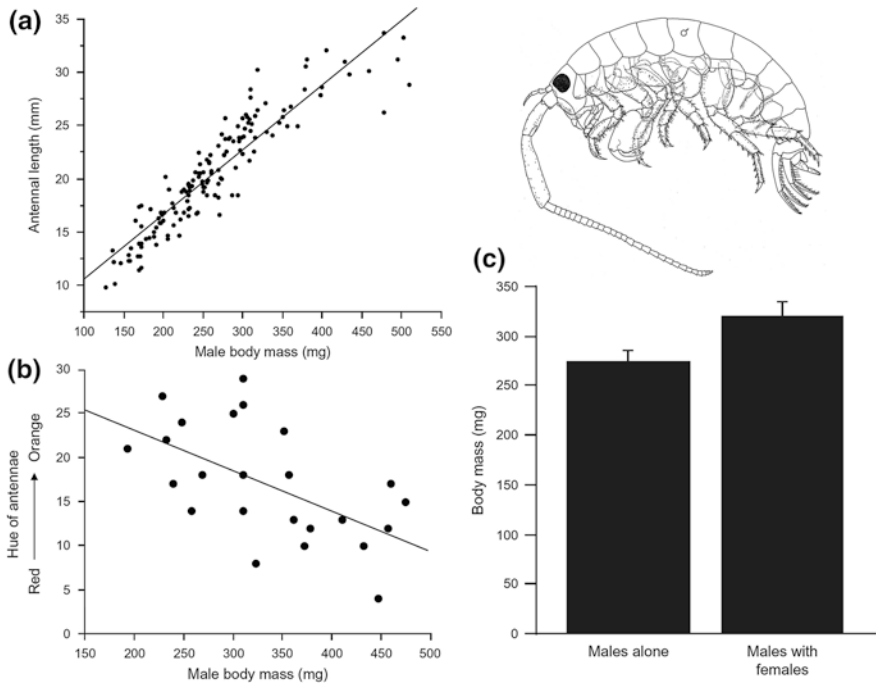 (a)
35
30
25
20
15
10
Antennal length (mm)
100 150 200 250 300 350 400 450 500 550
Male body mass (mg)
♂
(b)
30
25
20
15
10
5
0
Hue of antennae
Red Orange
150 200 250 300 350 400 450 500
Male body mass (mg)
(c)
350
300
250
200
150
100
50
0
Body mass (mg)
Males alone
Males with
females